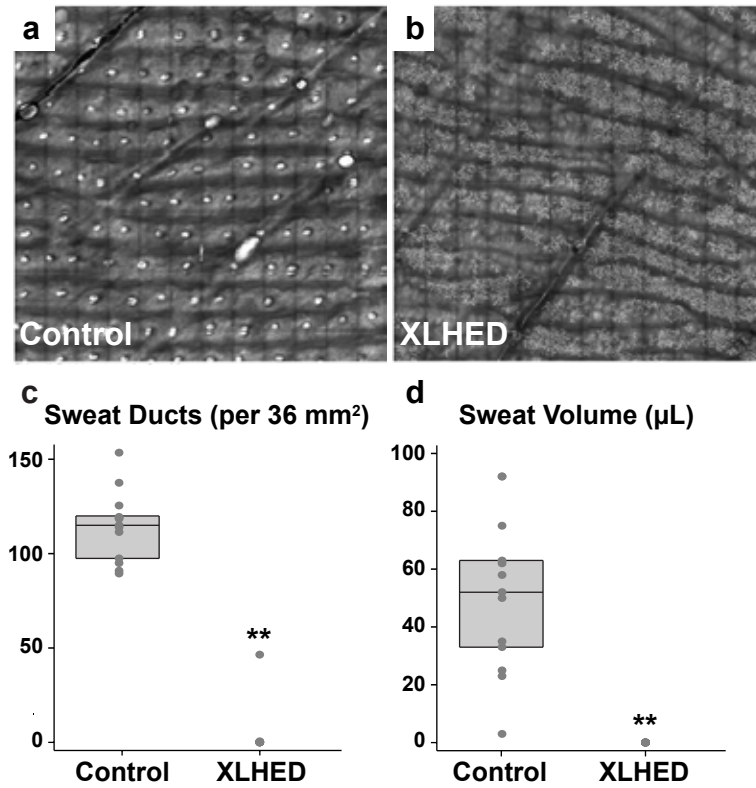 a
b
Control
XLHED
c
Sweat Ducts (per 36 mm²)
150
100
50
0
**
Control
XLHED
d
Sweat Volume (µL)
100
80
60
40
20
0
**
Control
XLHED